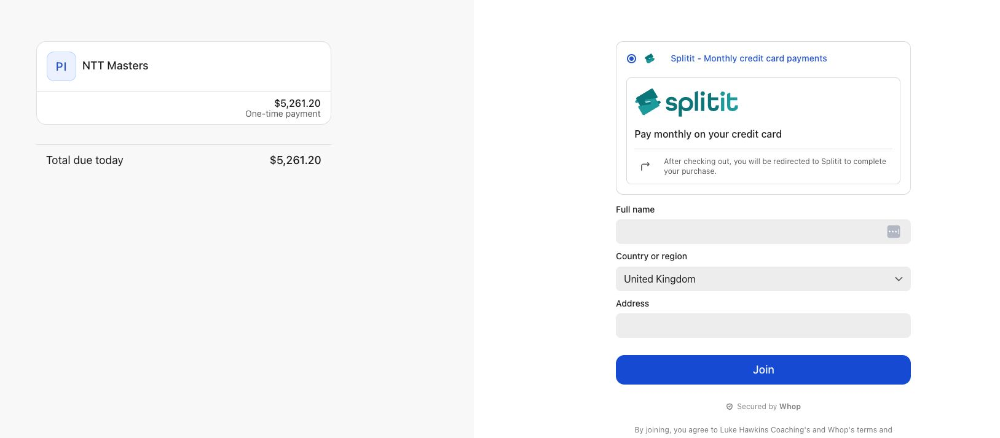 PI
NTT Masters
$5,261.20
One-time payment
Total due today
$5,261.20
Splitit - Monthly credit card payments
splitit
Pay monthly on your credit card
After checking out, you will be redirected to Splitit to complete
your purchase.
Full name
Country or region
United Kingdom
Address
Join
Secured by Whop
By joining, you agree to Luke Hawkins Coaching's and Whop's terms and